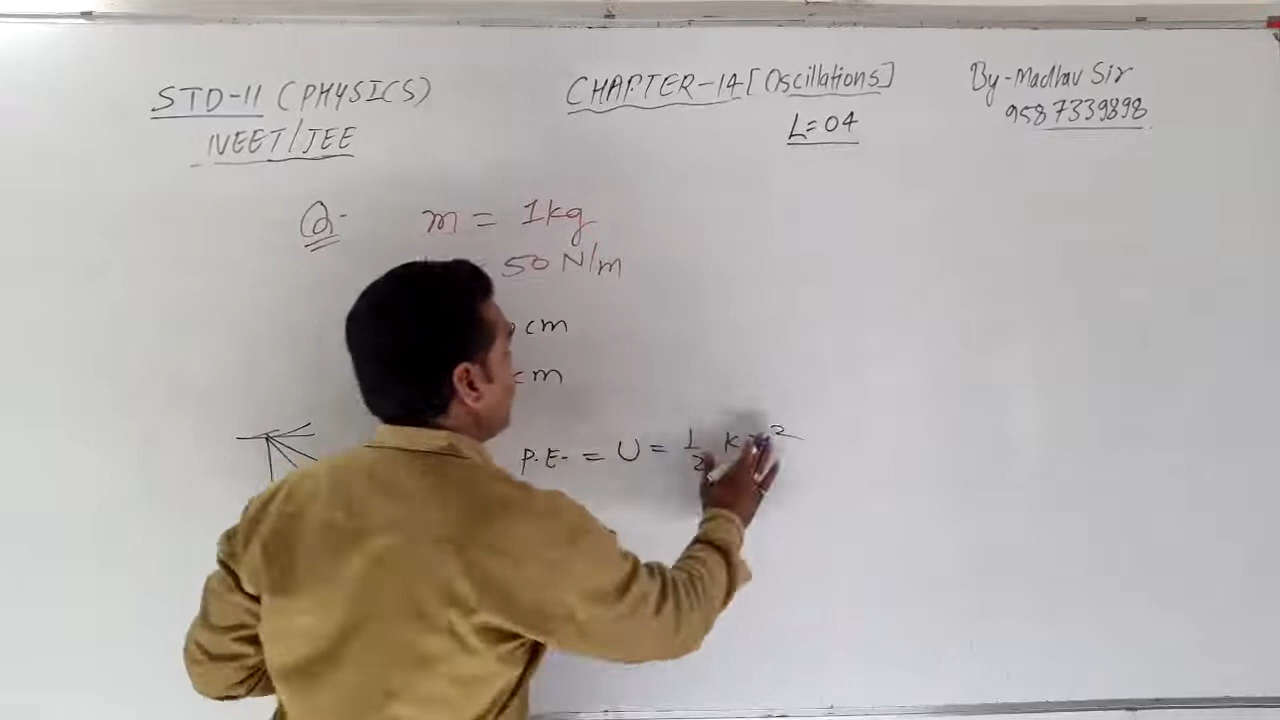 STD-11 (PHYSICS)
NEET/JEE
CHAPTER-14 [Oscillations]
L=04
By-Madhav Sir
9587339898
Q- m = 1kg
50 N/m
cm
cm
P.E. = U = 1/2 K 2